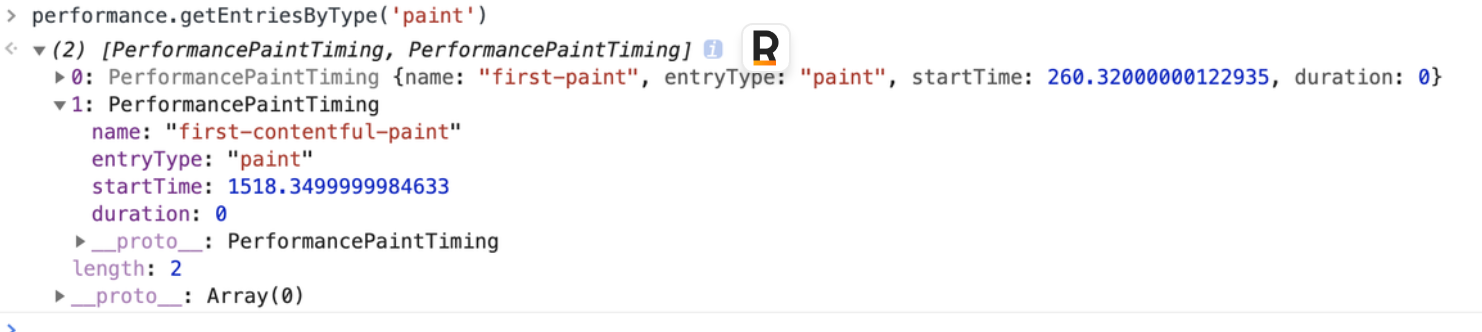 > performance.getEntriesByType('paint')
<· ▼(2) [PerformancePaintTiming, PerformancePaintTiming] i R
▶0: PerformancePaintTiming {name: "first-paint", entryType: "paint", startTime: 260.32000000122935, duration: 0}
▼1: PerformancePaintTiming
name: "first-contentful-paint"
entryType: "paint"
startTime: 1518.3499999984633
duration: 0
▶__proto__: PerformancePaintTiming
length: 2
▶__proto__: Array(0)
>